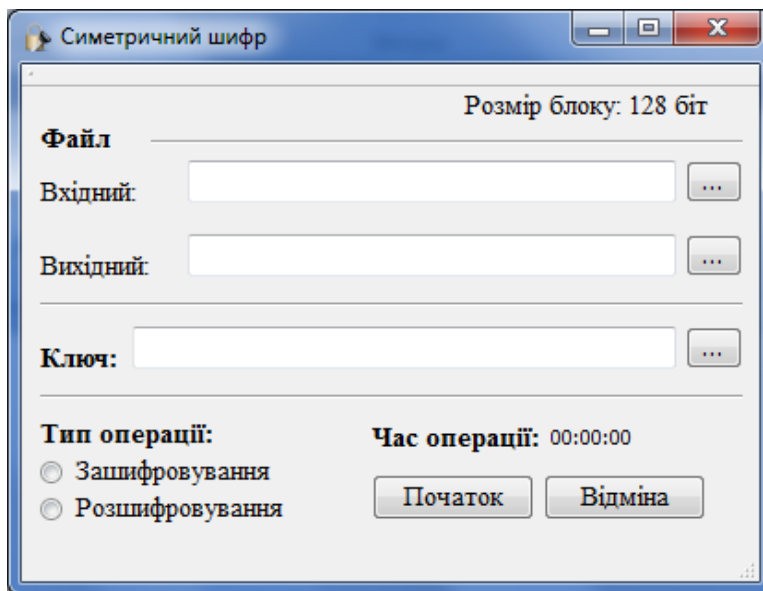 Симетричний шифр
Розмір блоку: 128 біт
Файл
Вхідний:
...
Вихідний:
...
Ключ:
...
Тип операції:
Час операції: 00:00:00
Зашифровування
Розшифровування
Початок
Відміна